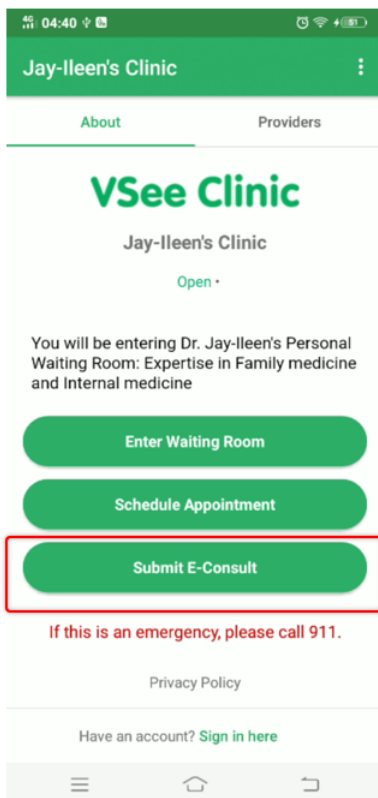 4G 04:40
51
Jay-Ileen's Clinic
About Providers
VSee Clinic
Jay-Ileen's Clinic
Open •
You will be entering Dr. Jay-Ileen's Personal
Waiting Room: Expertise in Family medicine
and Internal medicine
Enter Waiting Room
Schedule Appointment
Submit E-Consult
If this is an emergency, please call 911.
Privacy Policy
Have an account? Sign in here